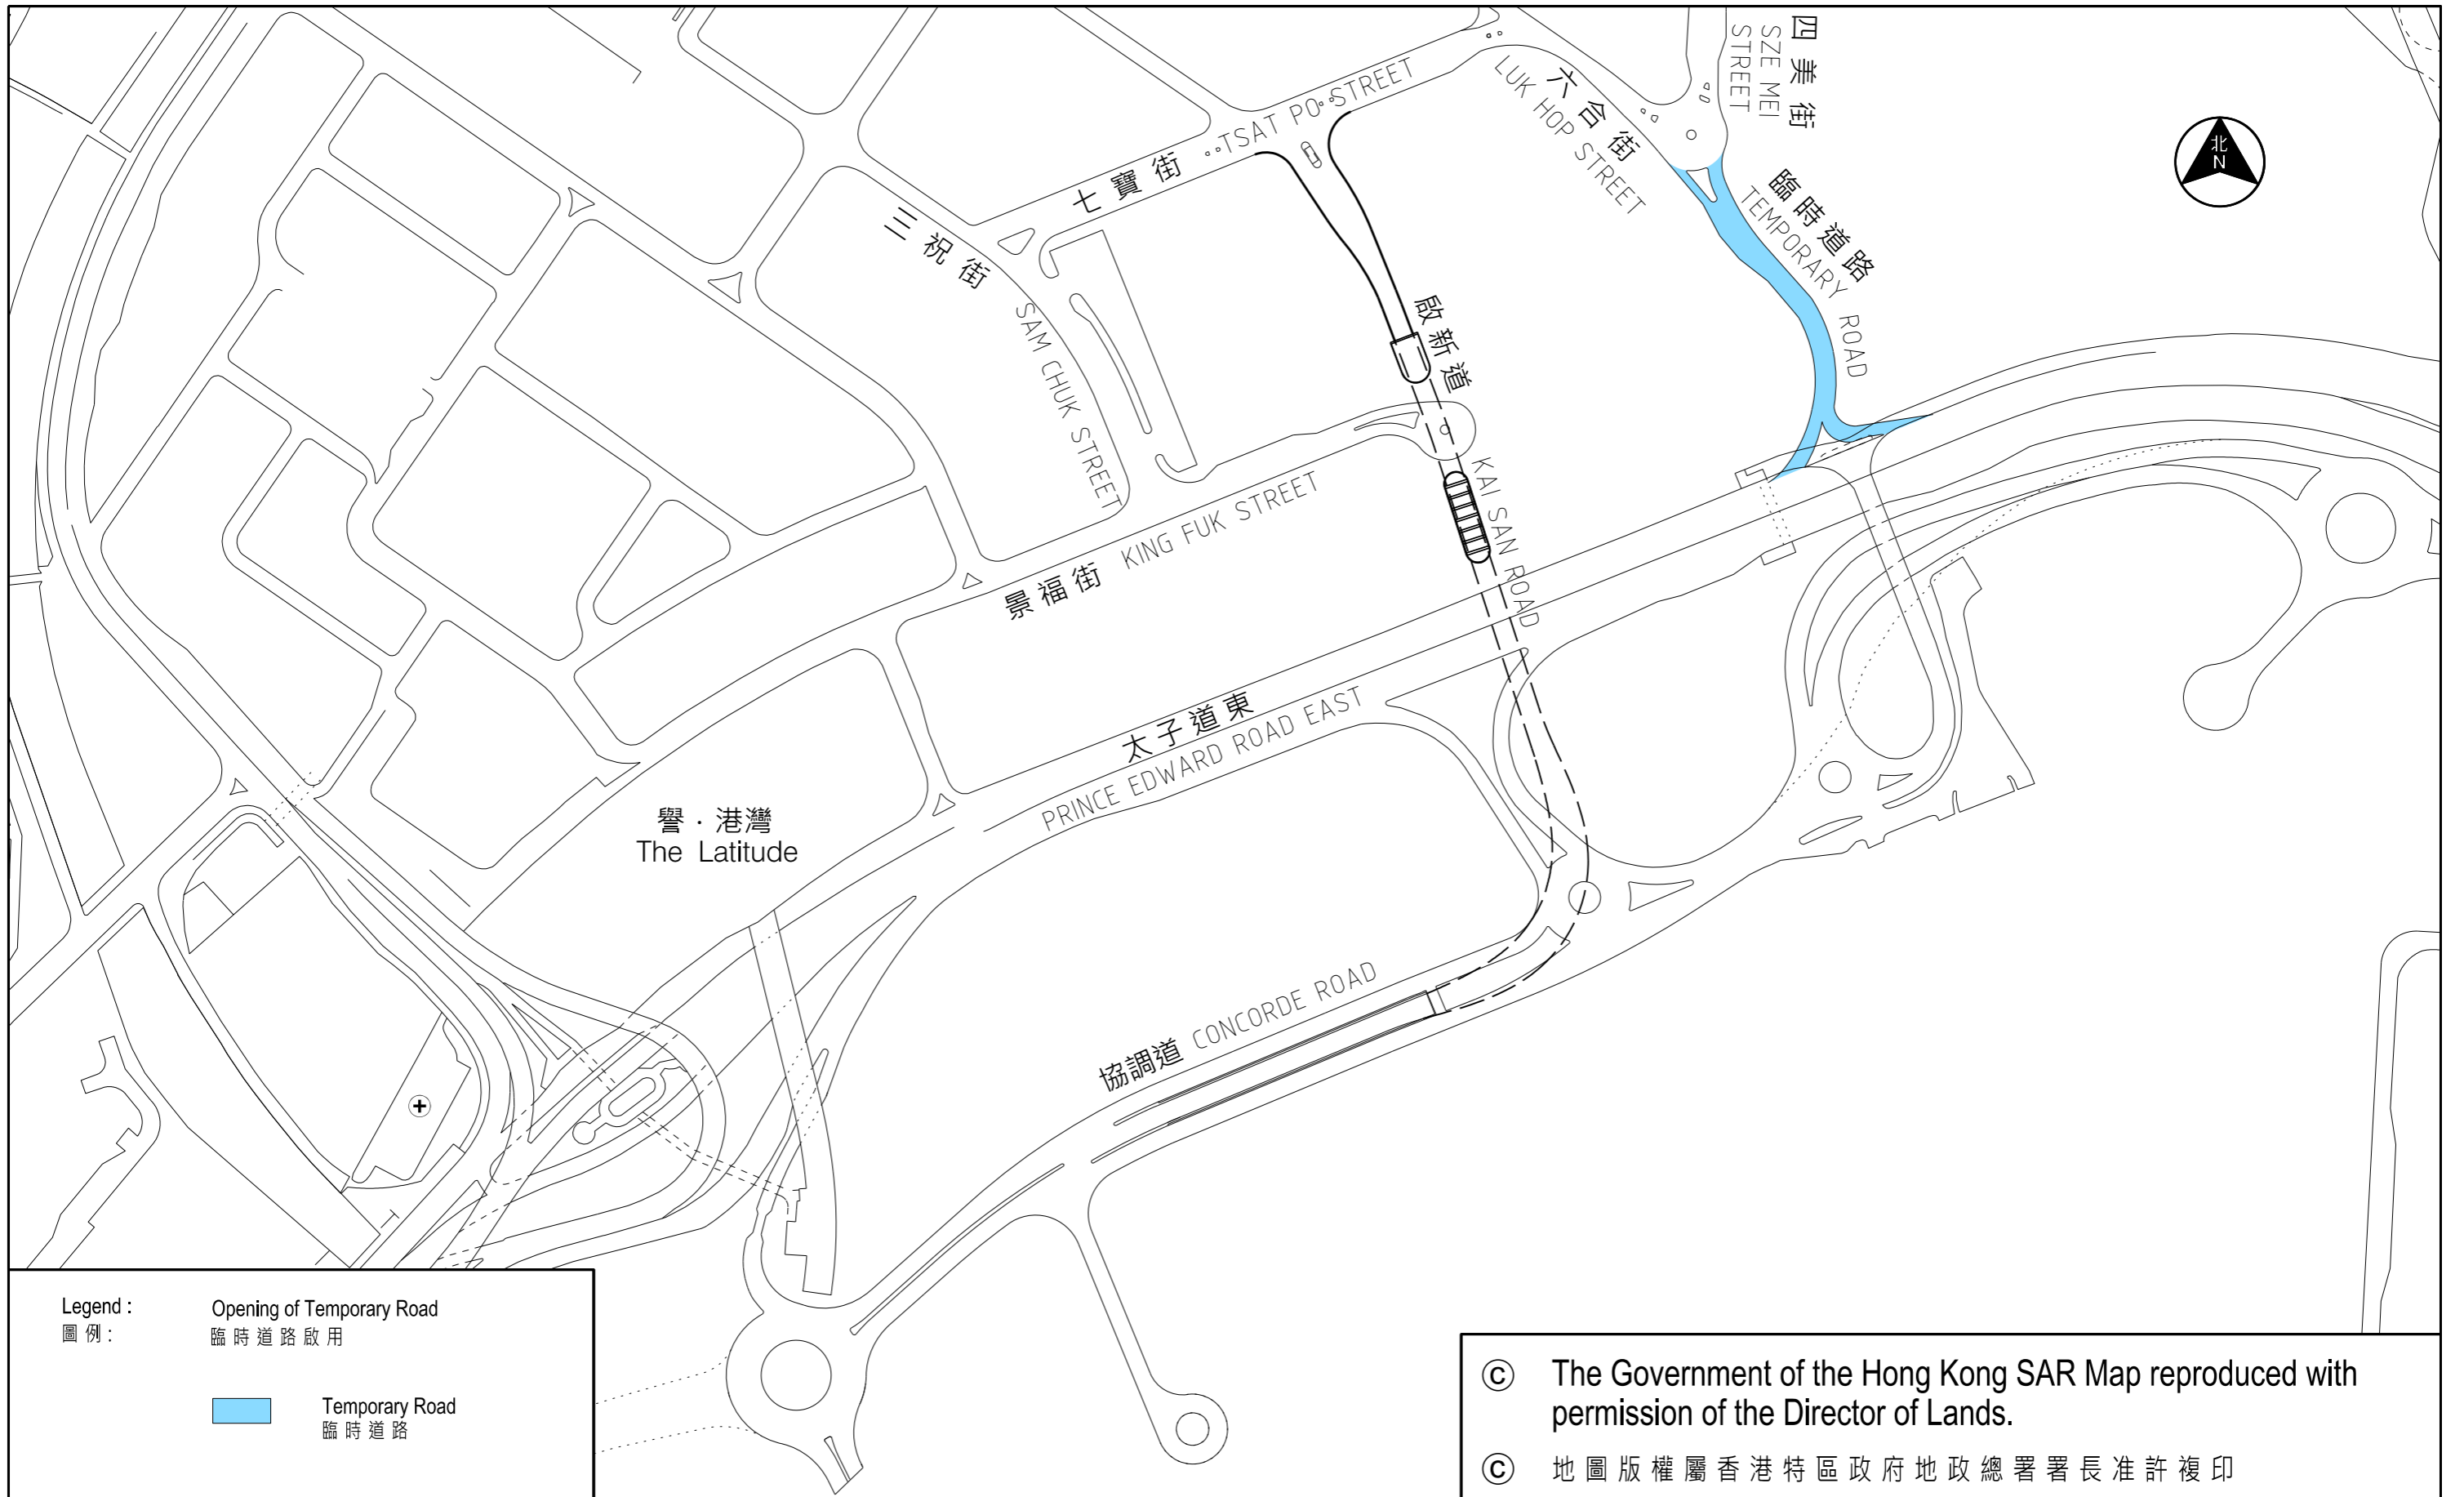 四美街
SZE MEI
STREET
七寶街
TSAT PO STREET
六合街
LUK HOP STREET
北
N
臨時道路
TEMPORARY ROAD
三祝街
SAM CHUK STREET
啟新道
KAI SAN ROAD
景福街 KING FUK STREET
太子道東
PRINCE EDWARD ROAD EAST
譽·港灣
The Latitude
協調道 CONCORDE ROAD
Legend :
圖例:
Opening of Temporary Road
臨時道路啟用
Temporary Road
臨時道路
© The Government of the Hong Kong SAR Map reproduced with
permission of the Director of Lands.
© 地圖版權屬香港特區政府地政總署署長准許複印